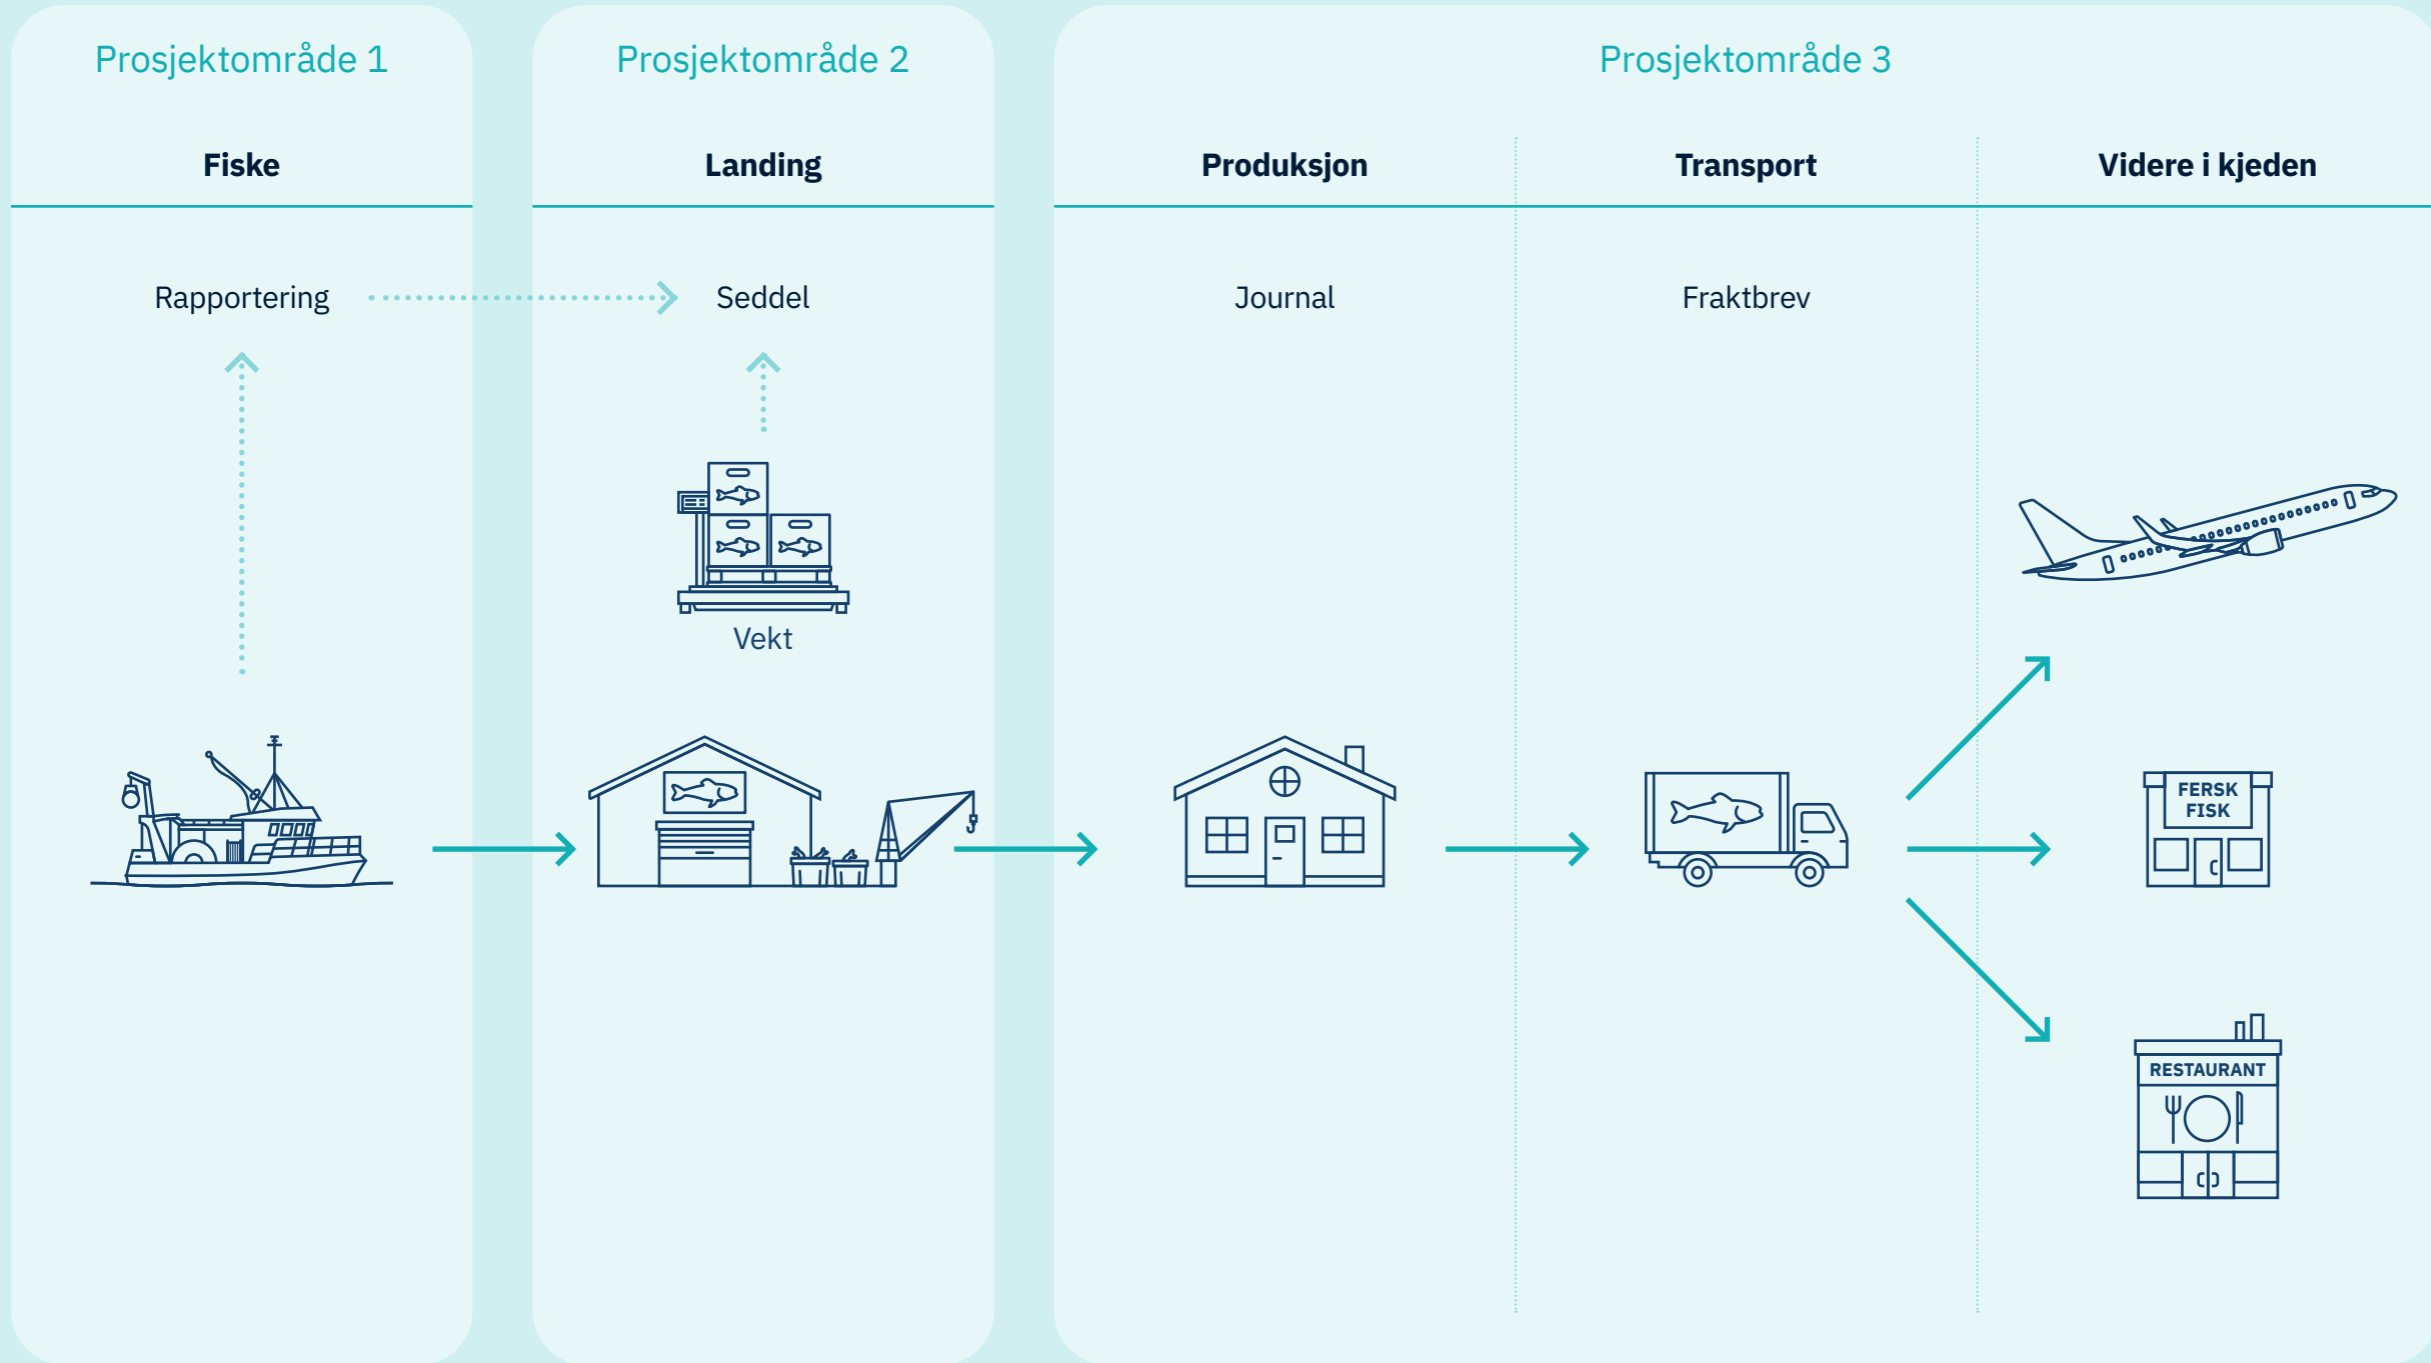 Prosjektområde 1
Prosjektområde 2
Prosjektområde 3
Fiske
Landing
Produksjon
Transport
Videre i kjeden
Rapportering
Seddel
Journal
Fraktbrev
Vekt
FERSK
FISK
RESTAURANT